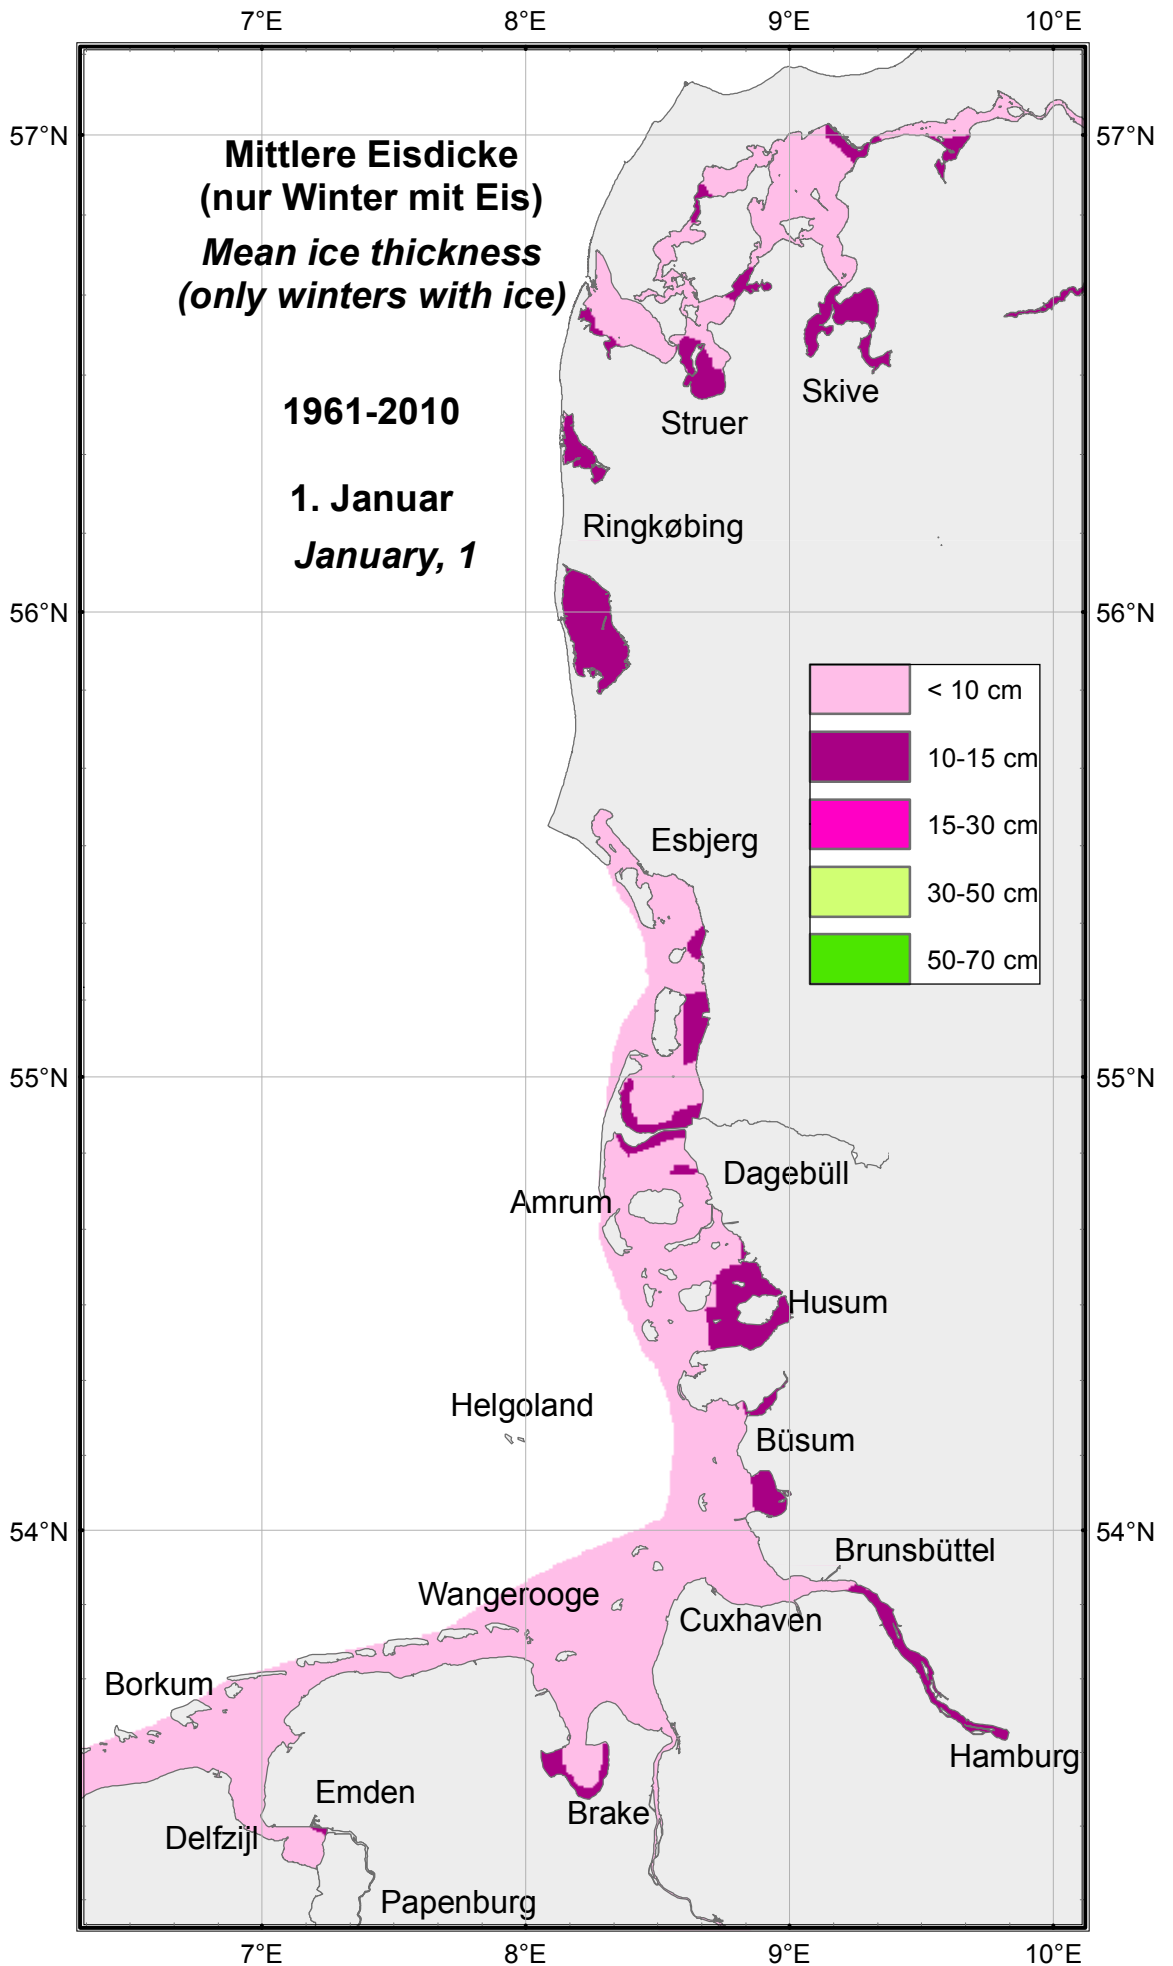 7°E 8°E 9°E 10°E
57°N 57°N
Mittlere Eisdicke
(nur Winter mit Eis)
Mean ice thickness
(only winters with ice)
Skive
Struer
1961-2010
1. Januar
Ringkøbing
January, 1
56°N 56°N
< 10 cm
10-15 cm
15-30 cm
30-50 cm
50-70 cm
Esbjerg
55°N 55°N
Dagebüll
Amrum
Husum
Helgoland
Büsum
54°N 54°N
Brunsbüttel
Wangerooge
Cuxhaven
Borkum
Hamburg
Emden
Brake
Delfzijl
Papenburg
7°E 8°E 9°E 10°E